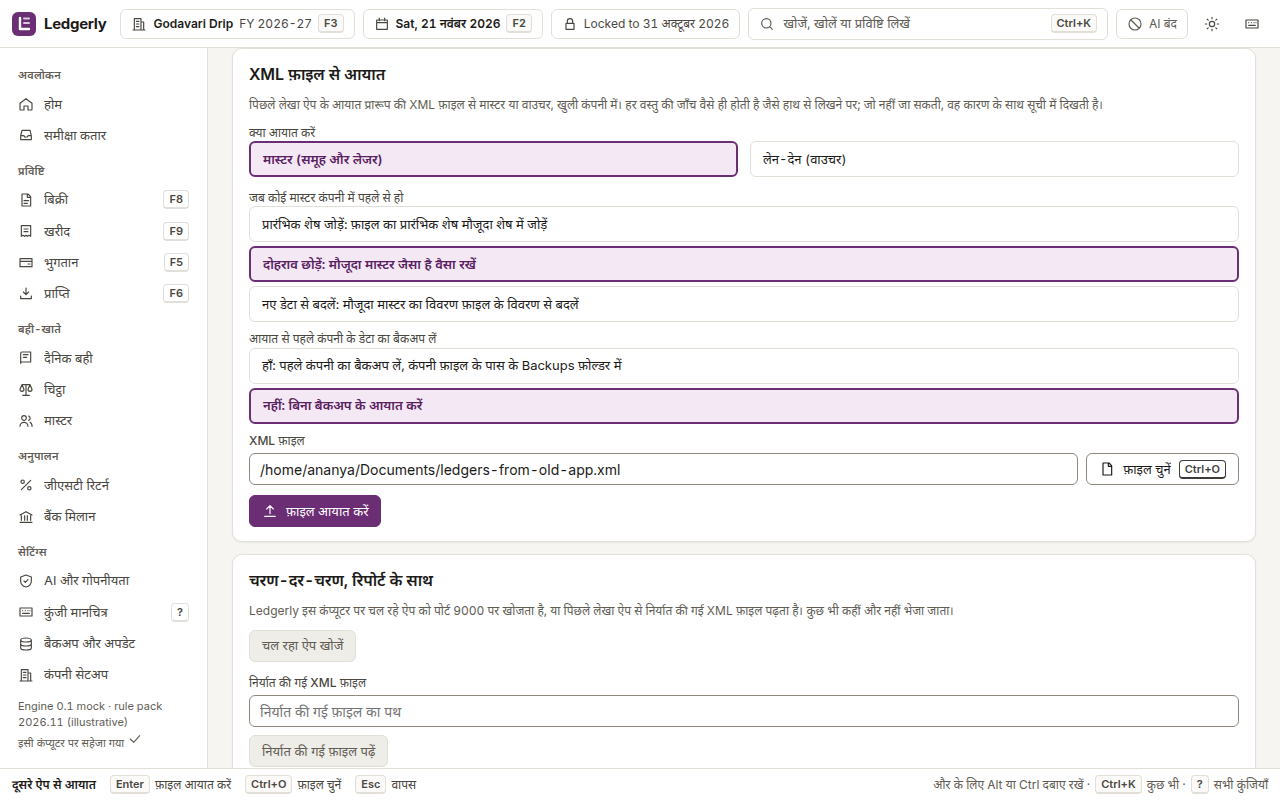 Ledgerly
Godavari Drip FY 2026-27 F3
Sat, 21 नवंबर 2026 F2
Locked to 31 अक्टूबर 2026
खोजें, खोलें या प्रविष्टि लिखें Ctrl+K
AI बंद
अवलोकन
होम
समीक्षा कतार
प्रविष्टि
बिक्री F8
खरीद F9
भुगतान F5
प्राप्ति F6
बही-खाते
दैनिक बही
चिट्ठा
मास्टर
अनुपालन
जीएसटी रिटर्न
बैंक मिलान
सेटिंग्स
AI और गोपनीयता
कुंजी मानचित्र ?
बैकअप और अपडेट
कंपनी सेटअप
Engine 0.1 mock · rule pack
2026.11 (illustrative)
इसी कंप्यूटर पर सहेजा गया
XML फ़ाइल से आयात
पिछले लेखा ऐप के आयात प्रारूप की XML फ़ाइल से मास्टर या वाउचर, खुली कंपनी में। हर वस्तु की जाँच वैसे ही होती है जैसे हाथ से लिखने पर; जो नहीं जा सकती, वह कारण के साथ सूची में दिखती है।
क्या आयात करें
मास्टर (समूह और लेजर)
लेन-देन (वाउचर)
जब कोई मास्टर कंपनी में पहले से हो
प्रारंभिक शेष जोड़ें: फ़ाइल का प्रारंभिक शेष मौजूदा शेष में जोड़ें
दोहराव छोड़ें: मौजूदा मास्टर जैसा है वैसा रखें
नए डेटा से बदलें: मौजूदा मास्टर का विवरण फ़ाइल के विवरण से बदलें
आयात से पहले कंपनी के डेटा का बैकअप लें
हाँ: पहले कंपनी का बैकअप लें, कंपनी फ़ाइल के पास के Backups फ़ोल्डर में
नहीं: बिना बैकअप के आयात करें
XML फ़ाइल
/home/ananya/Documents/ledgers-from-old-app.xml
फ़ाइल चुनें Ctrl+O
फ़ाइल आयात करें
चरण-दर-चरण, रिपोर्ट के साथ
Ledgerly इस कंप्यूटर पर चल रहे ऐप को पोर्ट 9000 पर खोजता है, या पिछले लेखा ऐप से निर्यात की गई XML फ़ाइल पढ़ता है। कुछ भी कहीं और नहीं भेजा जाता।
चल रहा ऐप खोजें
निर्यात की गई XML फ़ाइल
निर्यात की गई फ़ाइल का पथ
निर्यात की गई फ़ाइल पढ़ें
दूसरे ऐप से आयात Enter फ़ाइल आयात करें Ctrl+O फ़ाइल चुनें Esc वापस
और के लिए Alt या Ctrl दबाए रखें · Ctrl+K कुछ भी · ? सभी कुंजियाँ